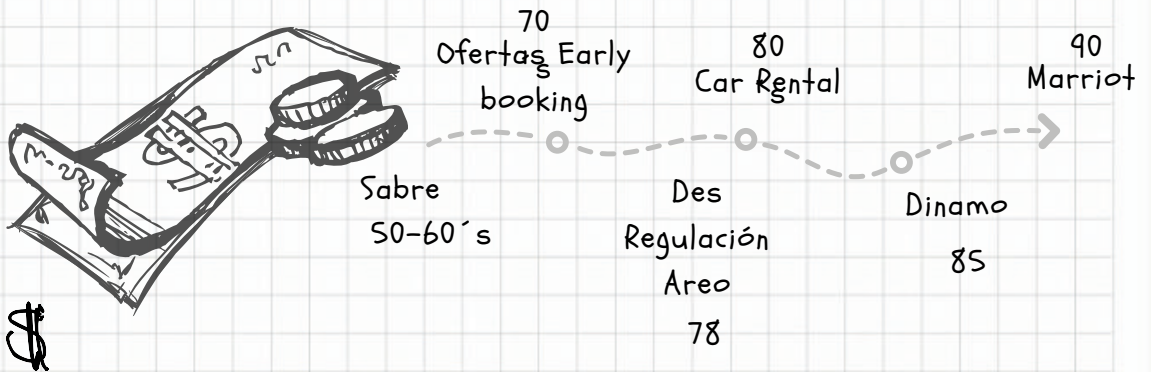 70
Ofertas Early
s
booking
80
Car Rental
s
90
Marriot
Sabre
50-60´s
Des
Regulación
Areo
78
Dinamo
85
$